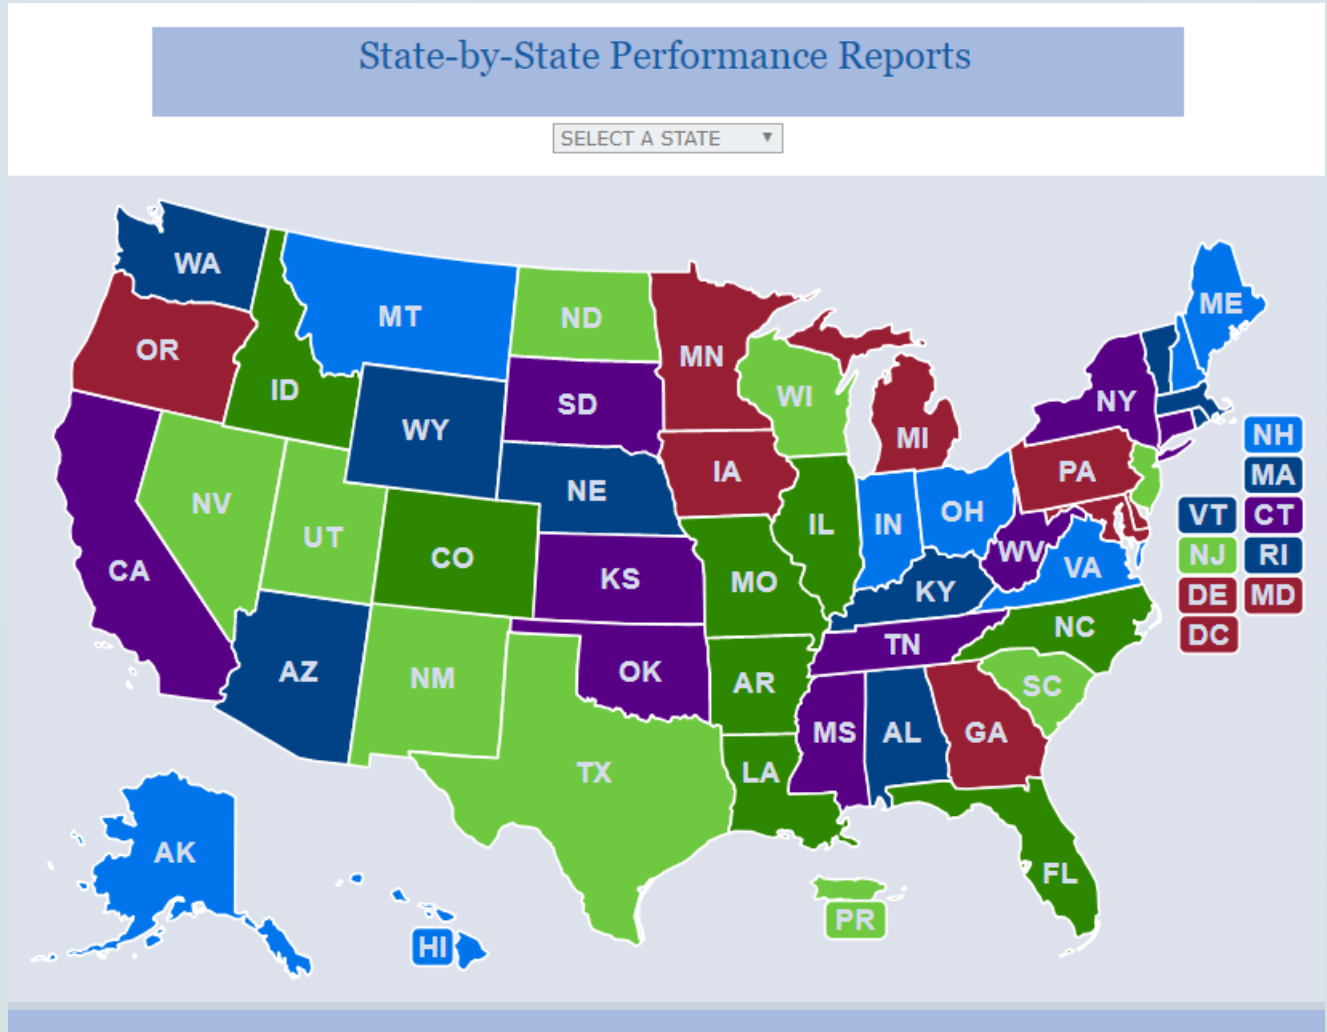 State-by-State Performance Reports
SELECT A STATE
WA
MT
ND
MN
OR
ID
WY
SD
WI
MI
NY
ME
NH
MA
VT
CT
NJ
RI
DE
MD
DC
NV
UT
CO
NE
IA
IL
IN
OH
PA
WV
VA
CA
KS
MO
KY
NC
TN
AZ
NM
OK
AR
SC
MS
AL
GA
TX
LA
FL
AK
HI
PR